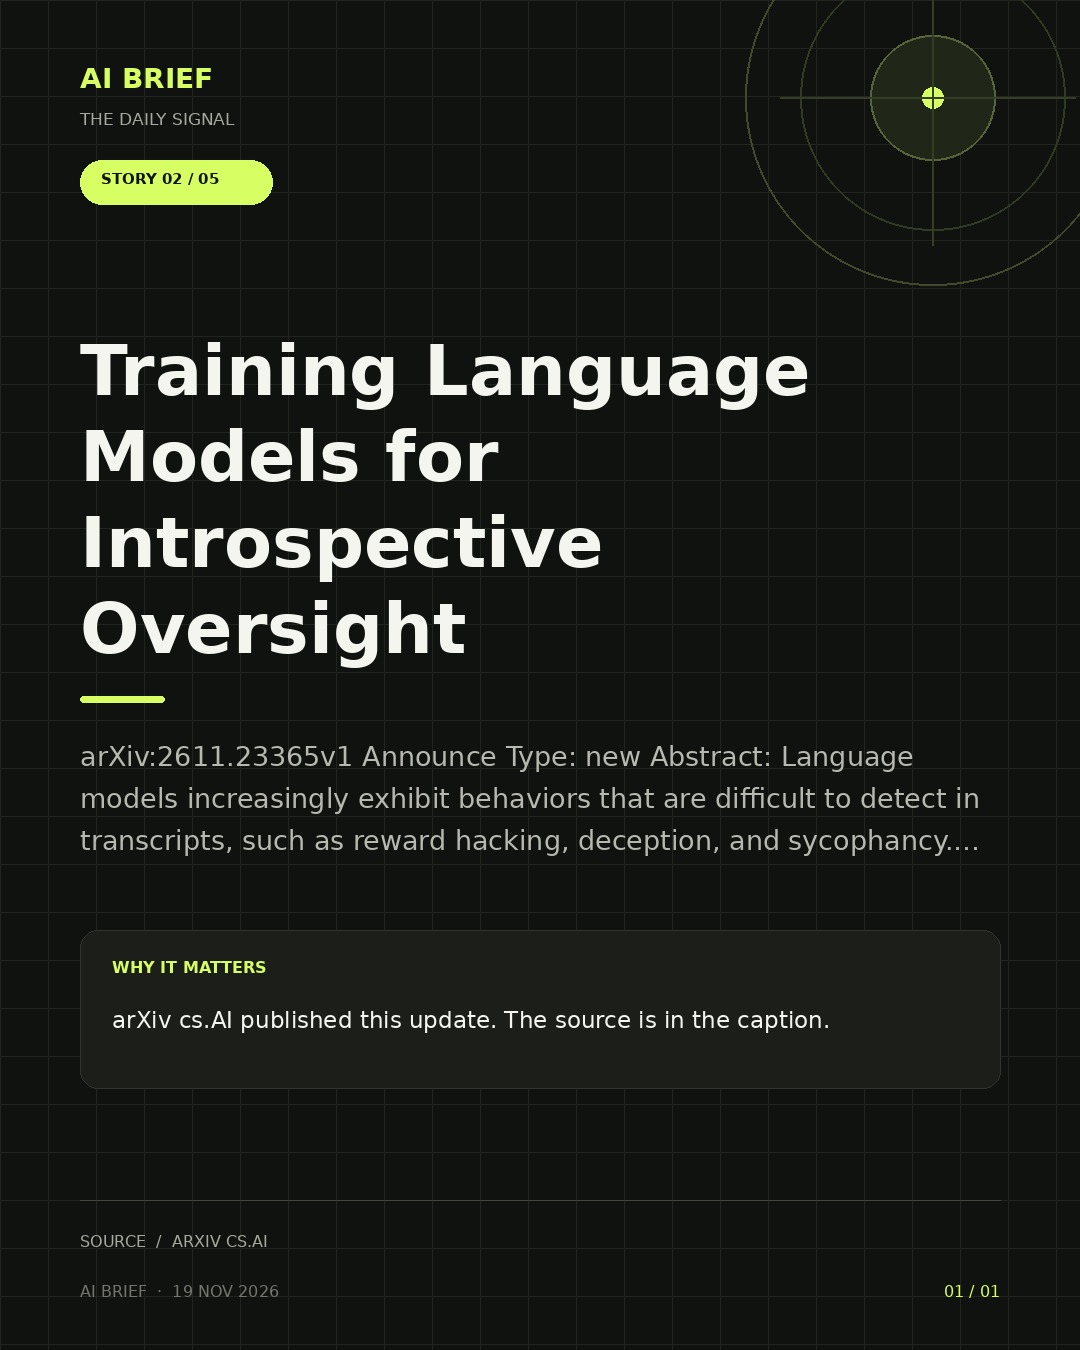 AI BRIEF
THE DAILY SIGNAL
STORY 02 / 05
Training Language
Models for
Introspective
Oversight
arXiv:2611.23365v1 Announce Type: new Abstract: Language
models increasingly exhibit behaviors that are difficult to detect in
transcripts, such as reward hacking, deception, and sycophancy....
WHY IT MATTERS
arXiv cs.AI published this update. The source is in the caption.
SOURCE / ARXIV CS.AI
AI BRIEF · 19 NOV 2026
01 / 01